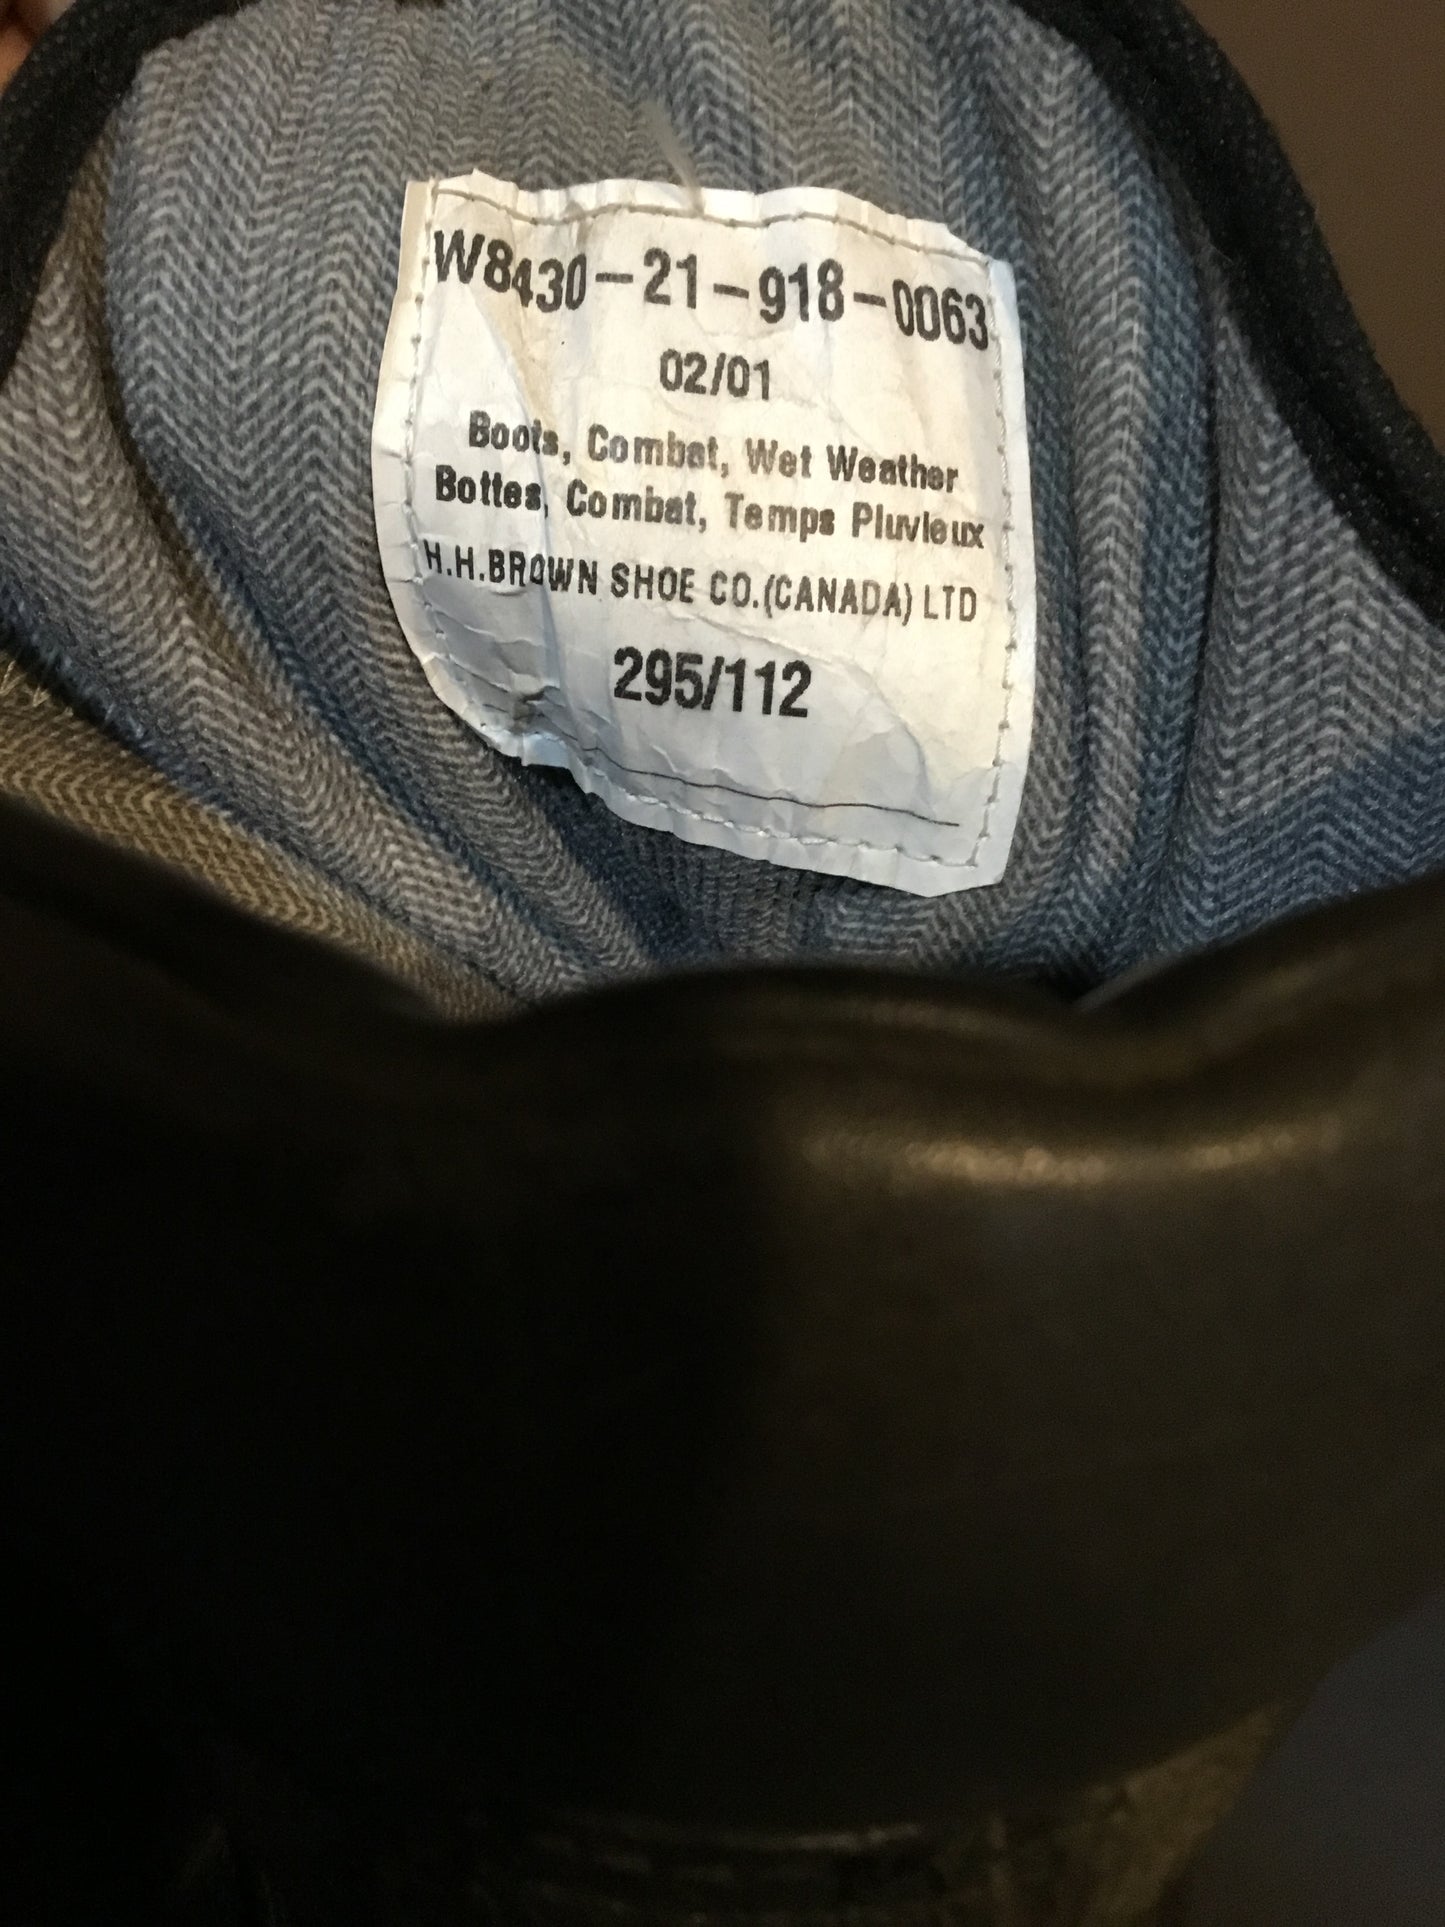 W8430-21-918-0063
02/01
Boots, Combat, Wet Weather
Bottes, Combat, Temps Pluvieux
H.H.BROWN SHOE CO.(CANADA) LTD
295/112